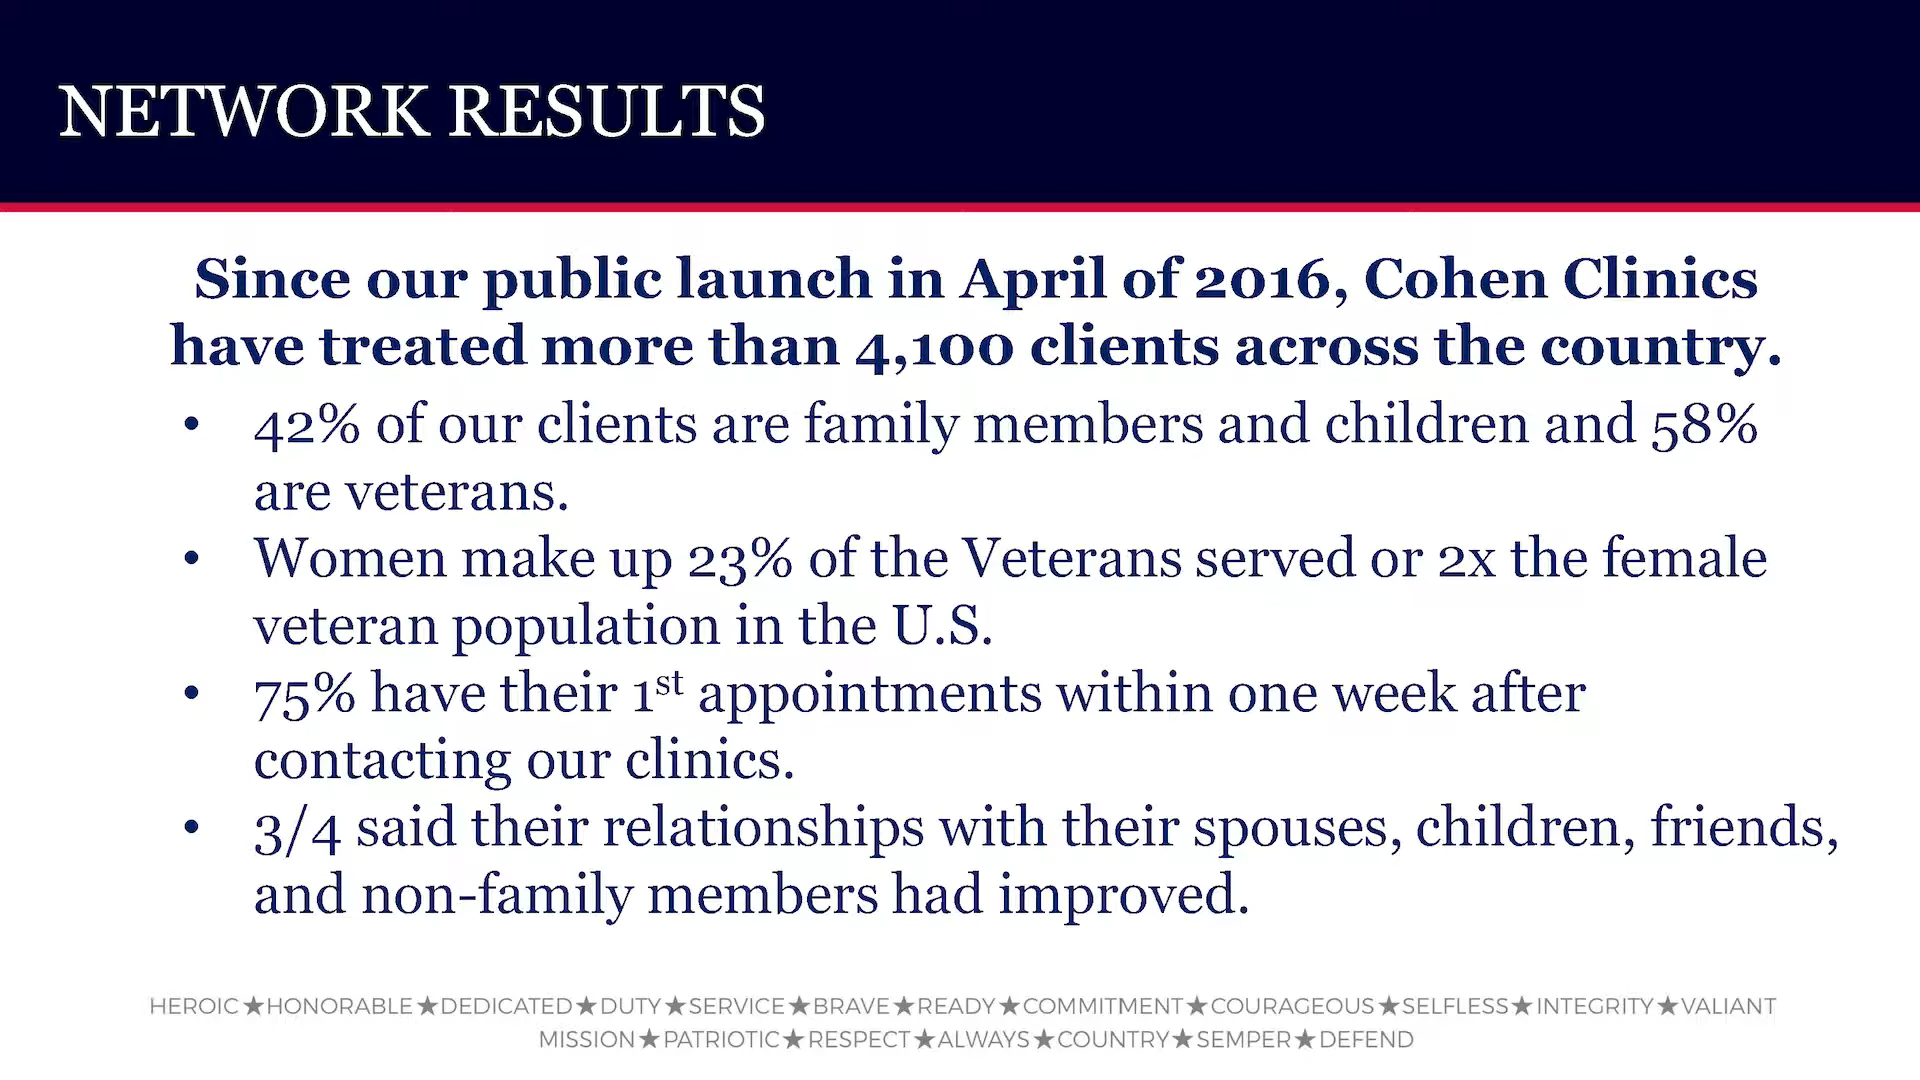 NETWORK RESULTS
Since our public launch in April of 2016, Cohen Clinics
have treated more than 4,100 clients across the country.
• 42% of our clients are family members and children and 58%
are veterans.
• Women make up 23% of the Veterans served or 2x the female
veteran population in the U.S.
• 75% have their 1st appointments within one week after
contacting our clinics.
• 3/4 said their relationships with their spouses, children, friends,
and non-family members had improved.
HEROIC★HONORABLE★DEDICATED★DUTY★SERVICE★BRAVE★READY★COMMITMENT★COURAGEOUS★SELFLESS★INTEGRITY★VALIANT
MISSION★PATRIOTIC★RESPECT★ALWAYS★COUNTRY★SEMPER★DEFEND